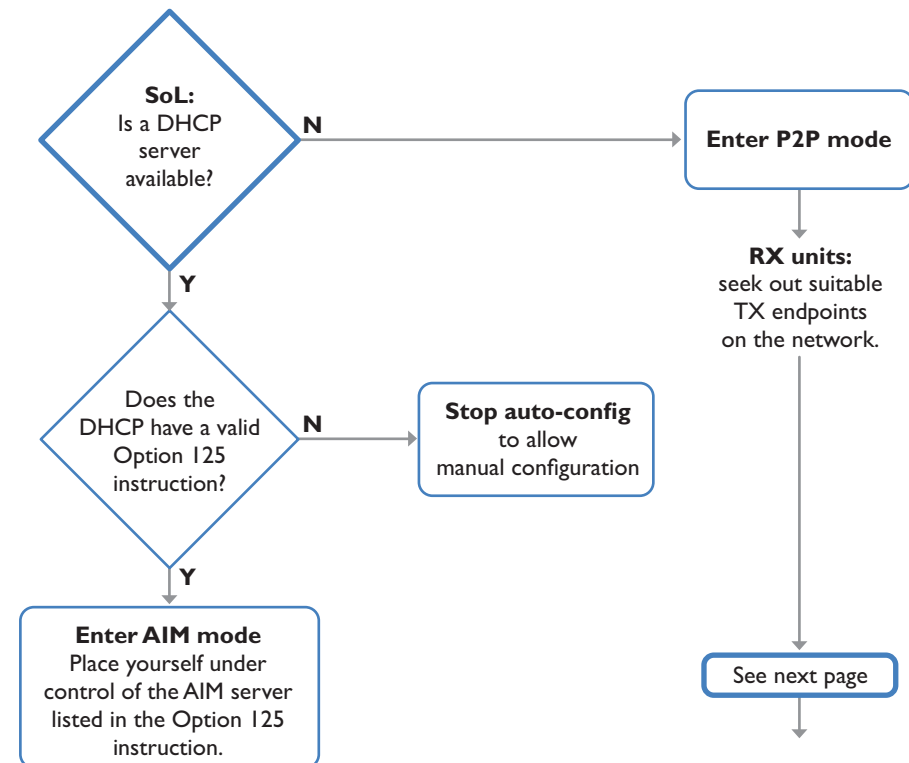 SoL:
Is a DHCP
server
available?
N
Enter P2P mode
Y
RX units:
seek out suitable
TX endpoints
on the network.
Does the
DHCP have a valid
Option 125
instruction?
N
Stop auto-config
to allow
manual configuration
Y
Enter AIM mode
Place yourself under
control of the AIM server
listed in the Option 125
instruction.
See next page